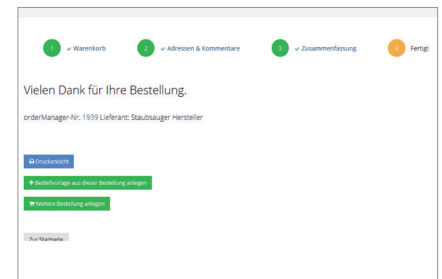 1 ✓ Warenkorb 2 ✓ Adressen & Kommentare 3 ✓ Zusammenfassung 4 Fertig!
Vielen Dank für Ihre Bestellung.
orderManager-Nr. 1939 Lieferant: Staubsauger Hersteller
Druckansicht
+ Bestellvorlage aus dieser Bestellung anlegen
Weitere Bestellung anlegen
Zur Startseite